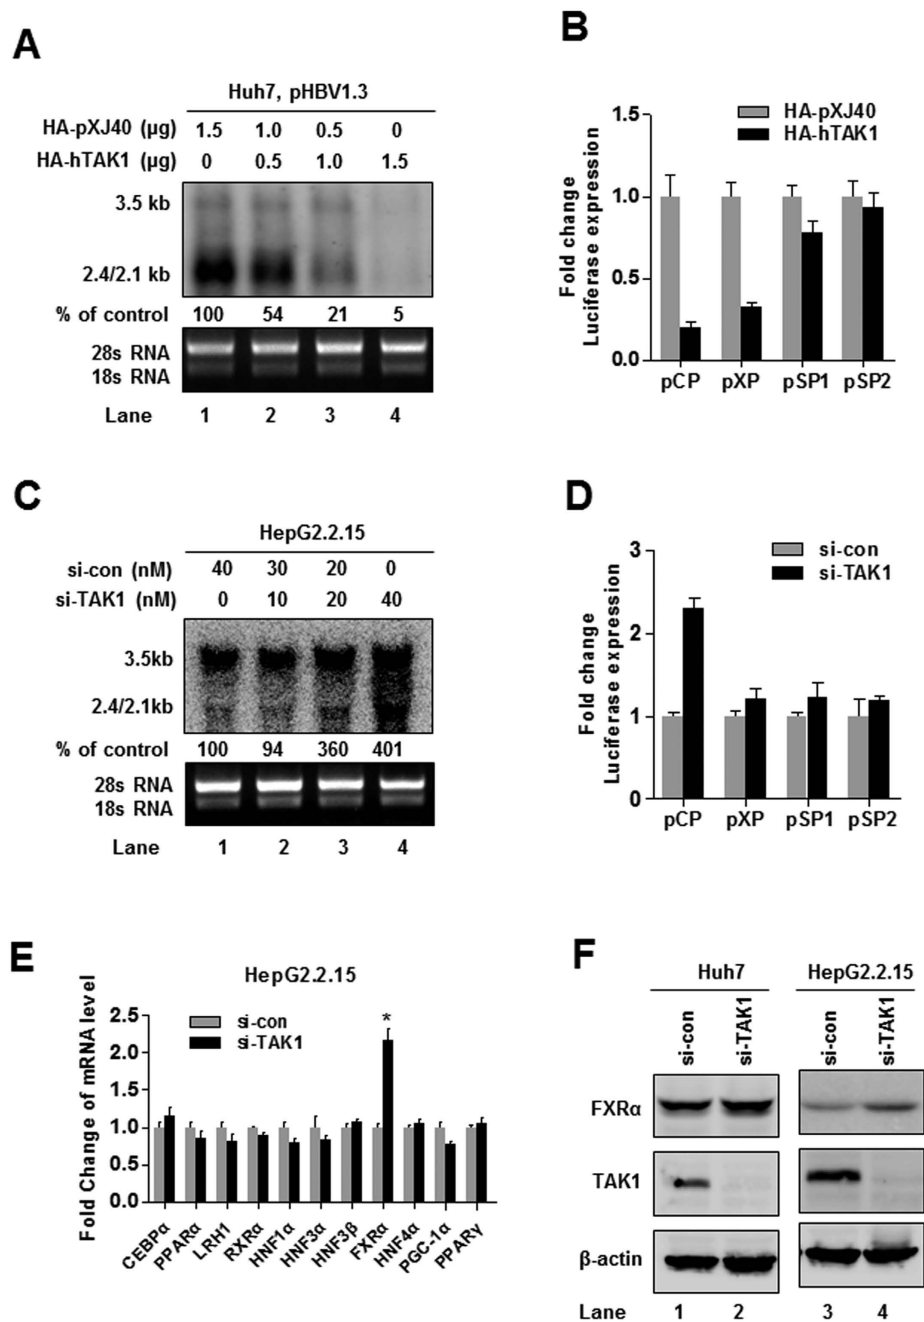 A
Huh7, pHBV1.3
HA-pXJ40 (µg) 1.5 1.0 0.5 0
HA-hTAK1 (µg) 0 0.5 1.0 1.5
3.5 kb
2.4/2.1 kb
% of control 100 54 21 5
28s RNA
18s RNA
Lane 1 2 3 4
B
HA-pXJ40
HA-hTAK1
Fold change
Luciferase expression
1.5
1.0
0.5
0.0
pCP pXP pSP1 pSP2
C
HepG2.2.15
si-con (nM) 40 30 20 0
si-TAK1 (nM) 0 10 20 40
3.5kb
2.4/2.1kb
% of control 100 94 360 401
28s RNA
18s RNA
Lane 1 2 3 4
D
si-con
si-TAK1
Fold change
Luciferase expression
3
2
1
0
pCP pXP pSP1 pSP2
E
HepG2.2.15
si-con
si-TAK1
*
Fold Change of mRNA level
2.5
2.0
1.5
1.0
0.5
0.0
CEBPα PPARα LRH1 RXRα HNF1α HNF3α HNF3β FXRα HNF4α PGC-1α PPARγ
F
Huh7 HepG2.2.15
si-con si-TAK1 si-con si-TAK1
FXRα
TAK1
β-actin
Lane 1 2 3 4